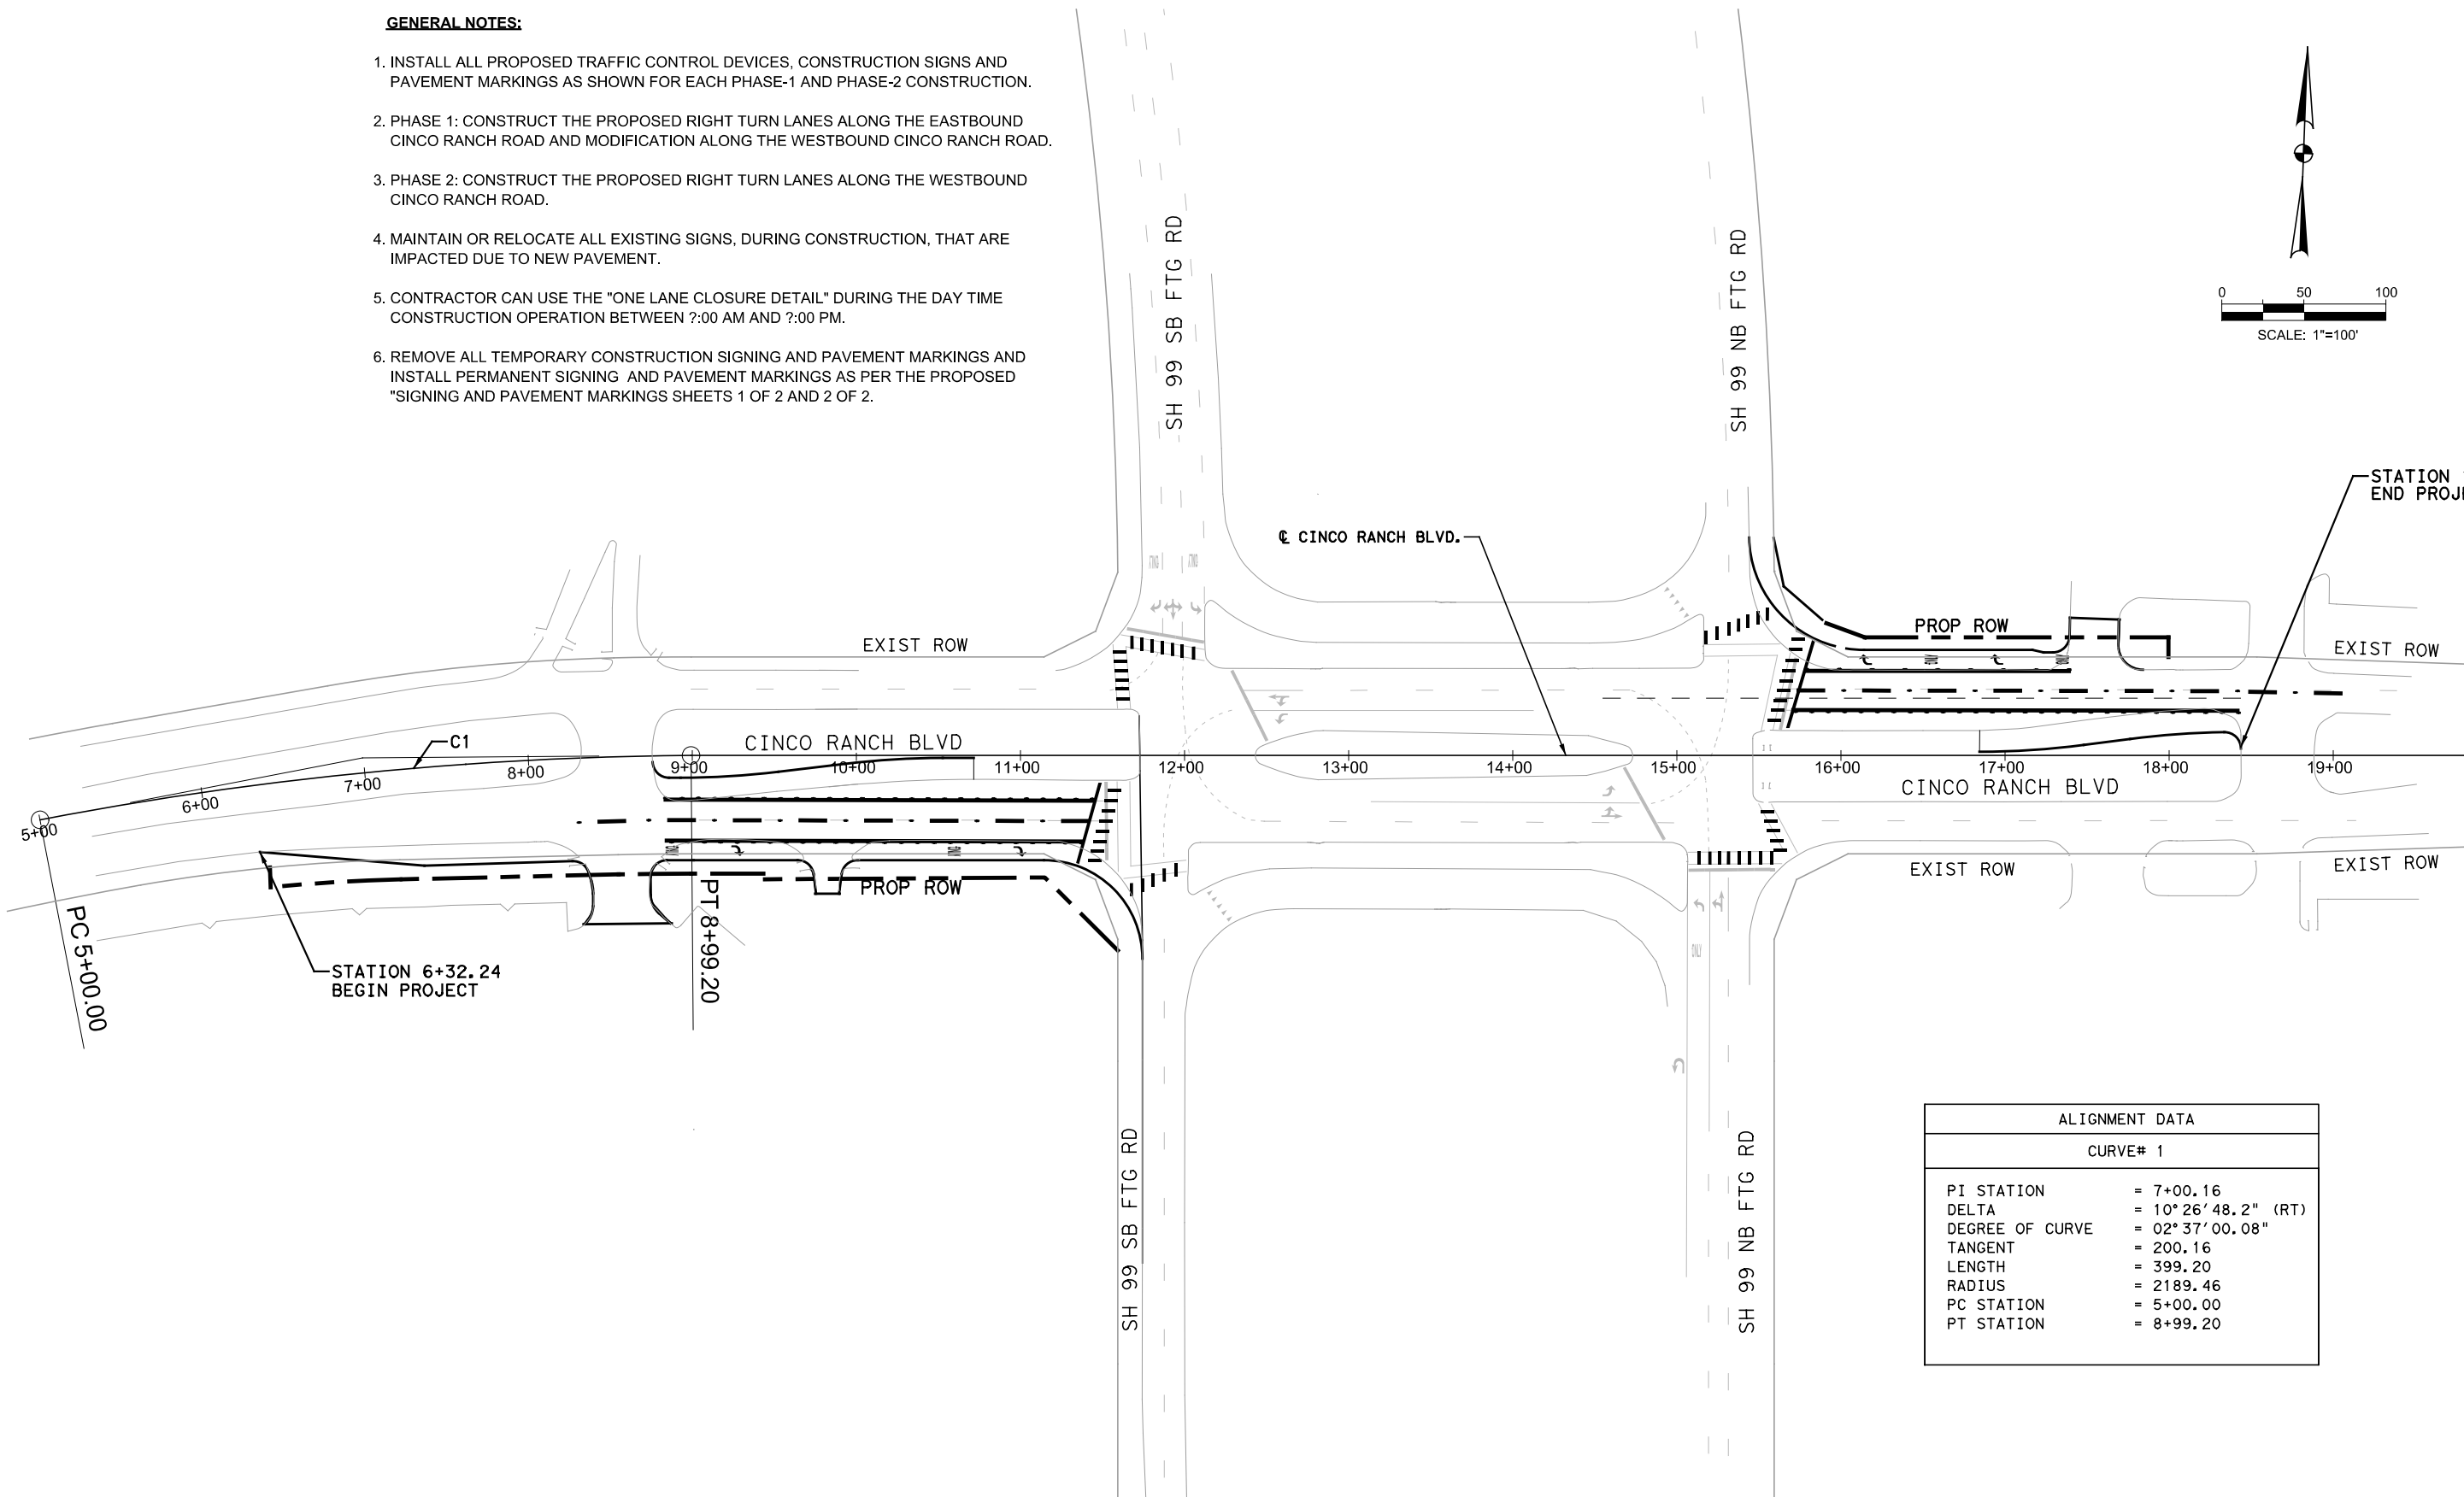 GENERAL NOTES:
1. INSTALL ALL PROPOSED TRAFFIC CONTROL DEVICES, CONSTRUCTION SIGNS AND
PAVEMENT MARKINGS AS SHOWN FOR EACH PHASE-1 AND PHASE-2 CONSTRUCTION.
2. PHASE 1: CONSTRUCT THE PROPOSED RIGHT TURN LANES ALONG THE EASTBOUND
CINCO RANCH ROAD AND MODIFICATION ALONG THE WESTBOUND CINCO RANCH ROAD.
3. PHASE 2: CONSTRUCT THE PROPOSED RIGHT TURN LANES ALONG THE WESTBOUND
CINCO RANCH ROAD.
4. MAINTAIN OR RELOCATE ALL EXISTING SIGNS, DURING CONSTRUCTION, THAT ARE
IMPACTED DUE TO NEW PAVEMENT.
5. CONTRACTOR CAN USE THE "ONE LANE CLOSURE DETAIL" DURING THE DAY TIME
CONSTRUCTION OPERATION BETWEEN ?:00 AM AND ?:00 PM.
6. REMOVE ALL TEMPORARY CONSTRUCTION SIGNING AND PAVEMENT MARKINGS AND
INSTALL PERMANENT SIGNING AND PAVEMENT MARKINGS AS PER THE PROPOSED
"SIGNING AND PAVEMENT MARKINGS SHEETS 1 OF 2 AND 2 OF 2.
0 50 100
SCALE: 1"=100'
SH 99 SB FTG RD
SH 99 NB FTG RD
STATION
END PROJE
℄ CINCO RANCH BLVD.
ONLY
ONLY
EXIST ROW
PROP ROW
EXIST ROW
ONLY
ONLY
C1
CINCO RANCH BLVD
5+00
6+00
7+00
8+00
9+00
10+00
11+00
12+00
13+00
14+00
15+00
16+00
17+00
18+00
19+00
CINCO RANCH BLVD
ONLY
ONLY
PROP ROW
EXIST ROW
EXIST ROW
PC 5+00.00
PT 8+99.20
STATION 6+32.24
BEGIN PROJECT
ONLY
SH 99 SB FTG RD
SH 99 NB FTG RD
ALIGNMENT DATA
CURVE# 1
PI STATION = 7+00.16
DELTA = 10°26'48.2" (RT)
DEGREE OF CURVE = 02°37'00.08"
TANGENT = 200.16
LENGTH = 399.20
RADIUS = 2189.46
PC STATION = 5+00.00
PT STATION = 8+99.20